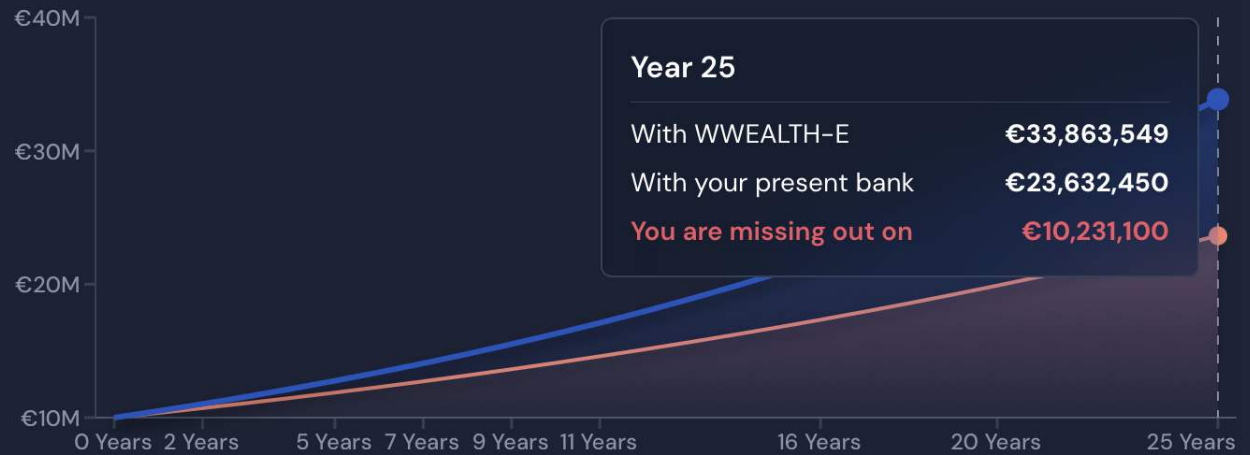 €40M
€30M
€20M
€10M
Year 25
With WWEALTH-E €33,863,549
With your present bank €23,632,450
You are missing out on €10,231,100
0 Years 2 Years 5 Years 7 Years 9 Years 11 Years 16 Years 20 Years 25 Years